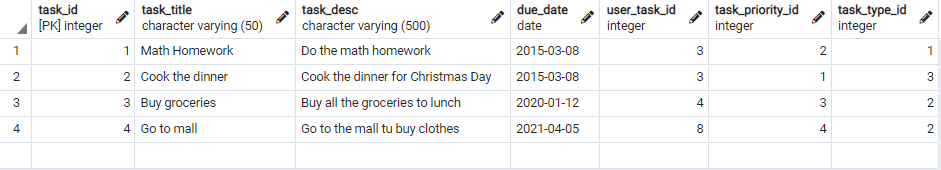 task_id task_title task_desc due_date user_task_id task_priority_id task_type_id
[PK] integer character varying (50) character varying (500) date integer integer integer
1 1 Math Homework Do the math homework 2015-03-08 3 2 1
2 2 Cook the dinner Cook the dinner for Christmas Day 2015-03-08 3 1 3
3 3 Buy groceries Buy all the groceries to lunch 2020-01-12 4 3 2
4 4 Go to mall Go to the mall tu buy clothes 2021-04-05 8 4 2